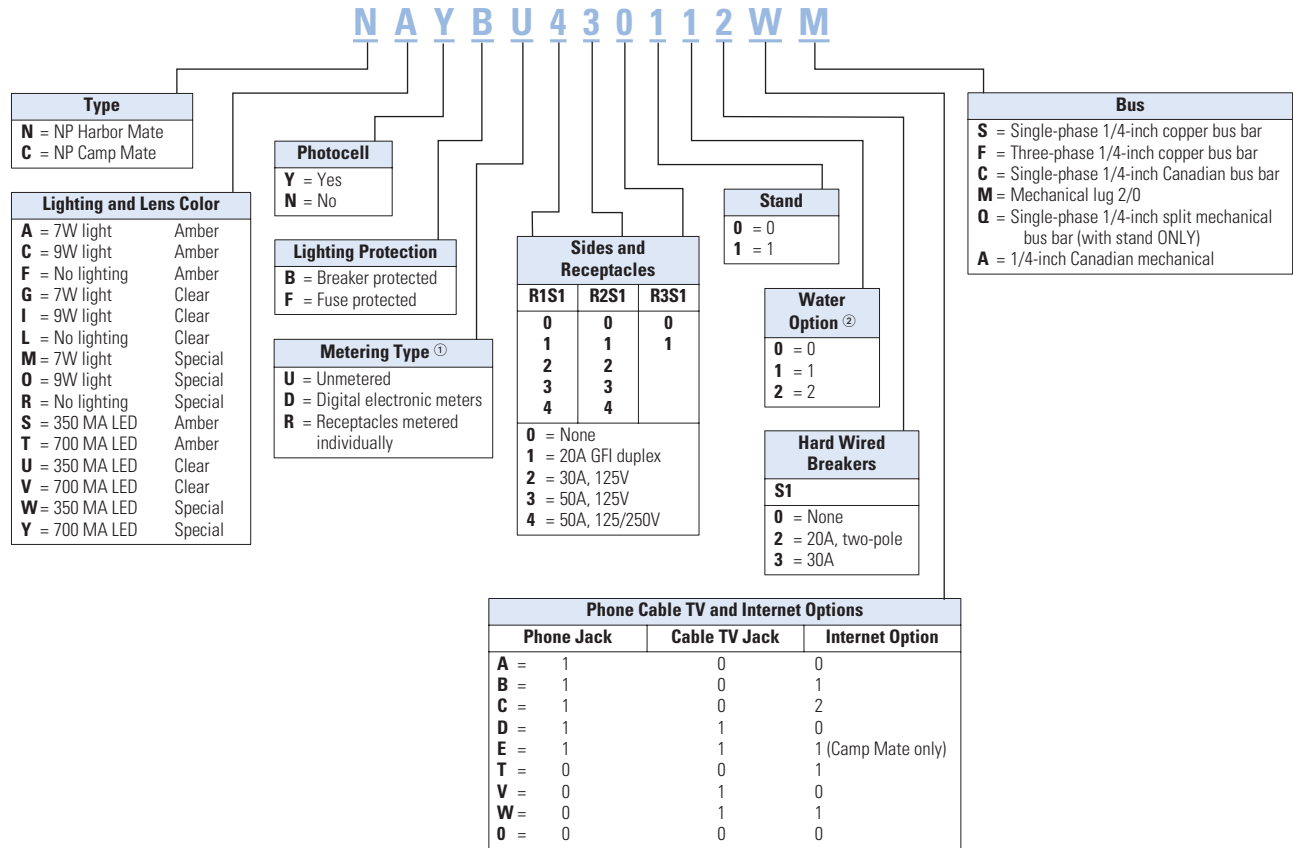 N A Y B U 4 3 0 1 1 2 W M
Type
N = NP Harbor Mate
C = NP Camp Mate
Lighting and Lens Color
A = 7W light Amber
C = 9W light Amber
F = No lighting Amber
G = 7W light Clear
I = 9W light Clear
L = No lighting Clear
M = 7W light Special
O = 9W light Special
R = No lighting Special
S = 350 MA LED Amber
T = 700 MA LED Amber
U = 350 MA LED Clear
V = 700 MA LED Clear
W = 350 MA LED Special
Y = 700 MA LED Special
Photocell
Y = Yes
N = No
Lighting Protection
B = Breaker protected
F = Fuse protected
Metering Type ①
U = Unmetered
D = Digital electronic meters
R = Receptacles metered
individually
Sides and
Receptacles
R1S1 R2S1 R3S1
0 0 0
1 1 1
2 2
3 3
4 4
0 = None
1 = 20A GFI duplex
2 = 30A, 125V
3 = 50A, 125V
4 = 50A, 125/250V
Stand
0 = 0
1 = 1
Water
Option ②
0 = 0
1 = 1
2 = 2
Hard Wired
Breakers
S1
0 = None
2 = 20A, two-pole
3 = 30A
Bus
S = Single-phase 1/4-inch copper bus bar
F = Three-phase 1/4-inch copper bus bar
C = Single-phase 1/4-inch Canadian bus bar
M = Mechanical lug 2/0
Q = Single-phase 1/4-inch split mechanical
bus bar (with stand ONLY)
A = 1/4-inch Canadian mechanical
Phone Cable TV and Internet Options
Phone Jack Cable TV Jack Internet Option
A = 1 0 0
B = 1 0 1
C = 1 0 2
D = 1 1 0
E = 1 1 1 (Camp Mate only)
T = 0 0 1
V = 0 1 0
W = 0 1 1
0 = 0 0 0